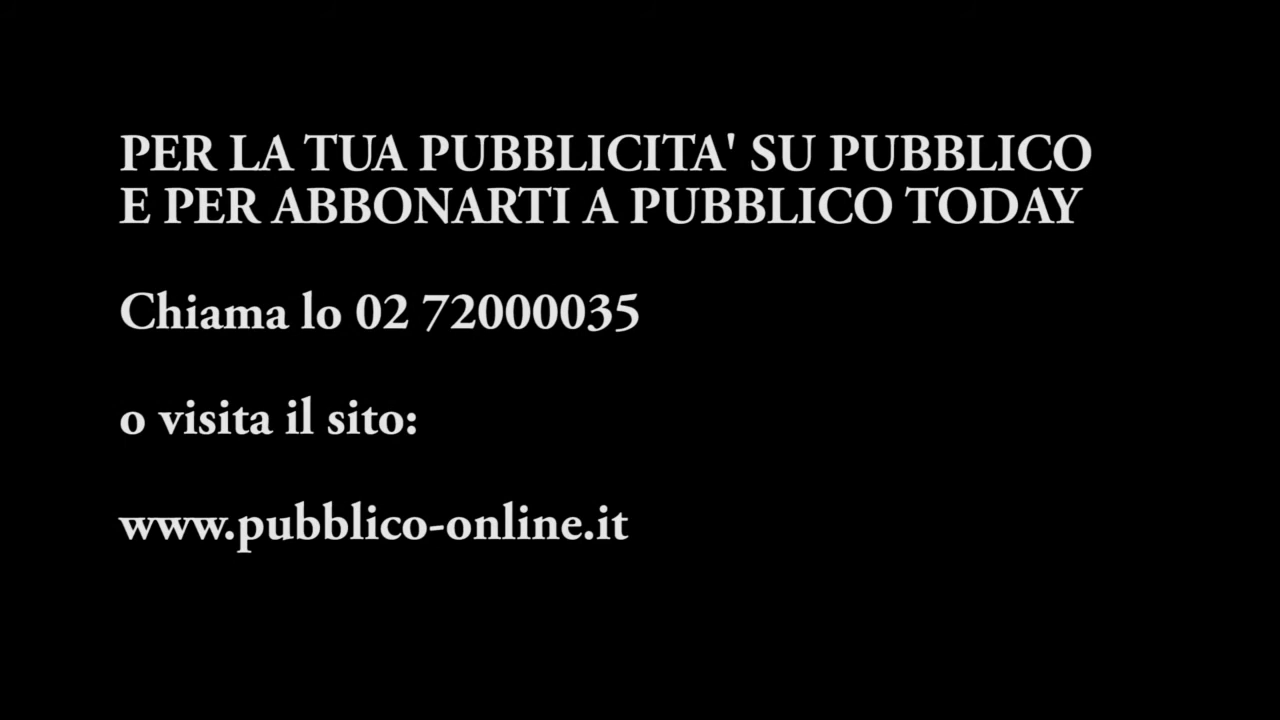 PER LA TUA PUBBLICITA' SU PUBBLICO
E PER ABBONARTI A PUBBLICO TODAY
Chiama lo 02 72000035
o visita il sito:
www.pubblico-online.it